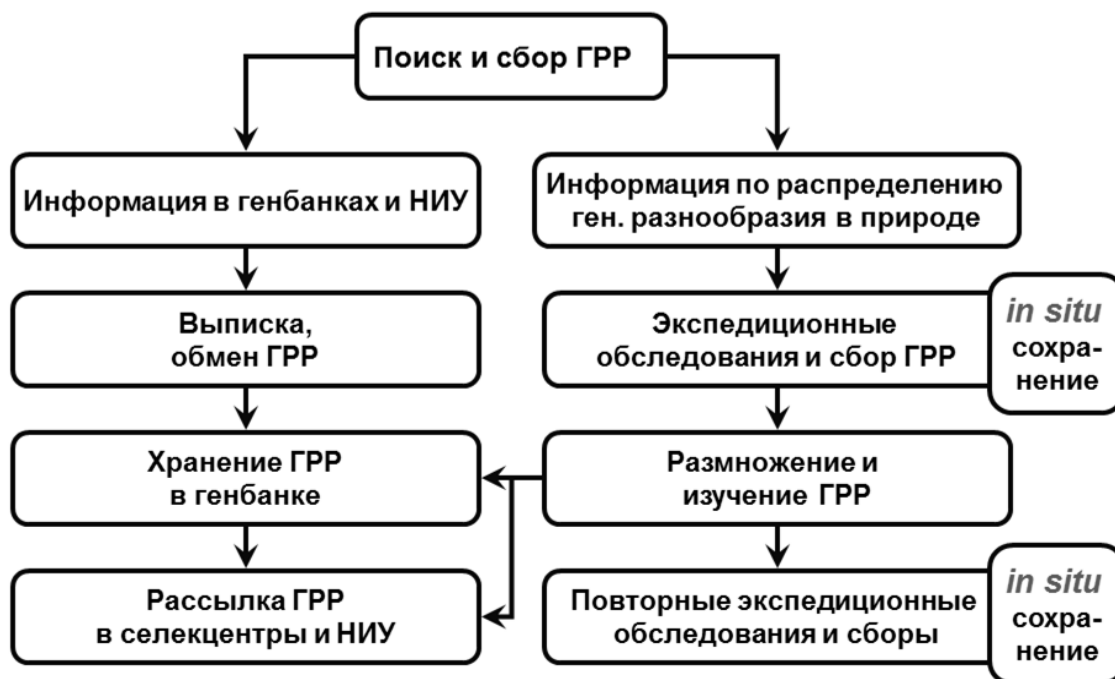 Поиск и сбор ГРР
Информация в генбанках и НИУ
Информация по распределению
ген. разнообразия в природе
Выписка,
обмен ГРР
Экспедиционные
обследования и сбор ГРР
in situ
сохра-
нение
Хранение ГРР
в генбанке
Размножение и
изучение ГРР
Рассылка ГРР
в селекцентры и НИУ
Повторные экспедиционные
обследования и сборы
in situ
сохра-
нение